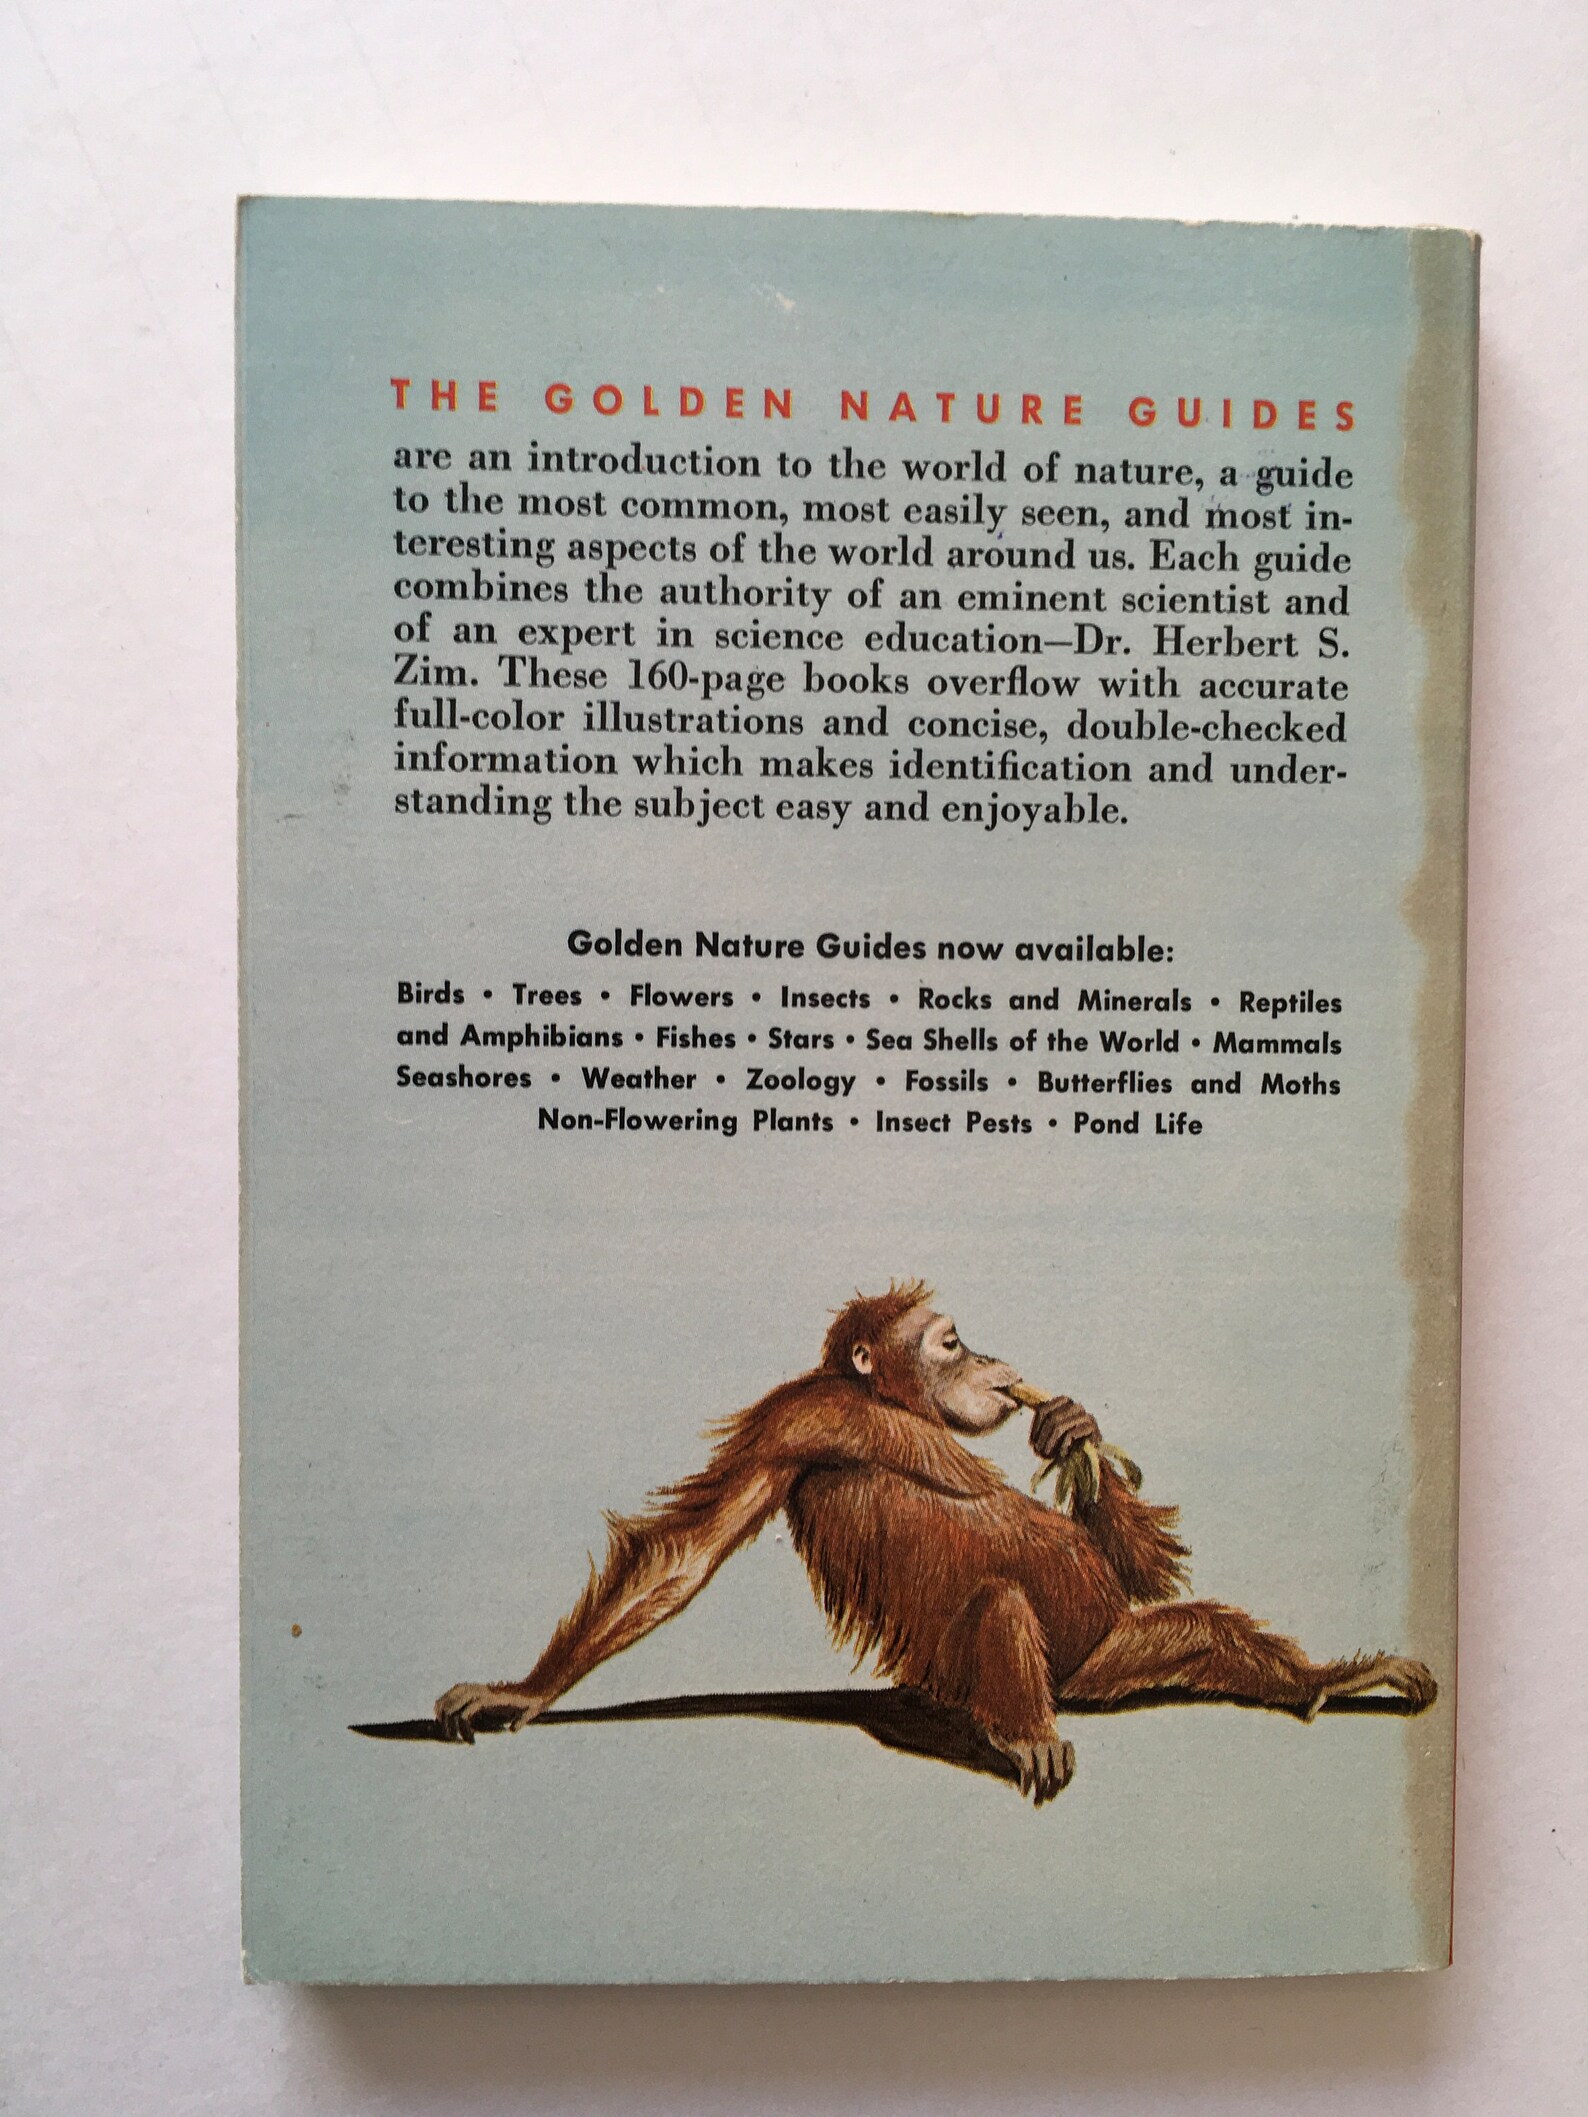 THE GOLDEN NATURE GUIDES
are an introduction to the world of nature, a guide
to the most common, most easily seen, and most in-
teresting aspects of the world around us. Each guide
combines the authority of an eminent scientist and
of an expert in science education—Dr. Herbert S.
Zim. These 160-page books overflow with accurate
full-color illustrations and concise, double-checked
information which makes identification and under-
standing the subject easy and enjoyable.
Golden Nature Guides now available:
Birds • Trees • Flowers • Insects • Rocks and Minerals • Reptiles
and Amphibians • Fishes • Stars • Sea Shells of the World • Mammals
Seashores • Weather • Zoology • Fossils • Butterflies and Moths
Non-Flowering Plants • Insect Pests • Pond Life